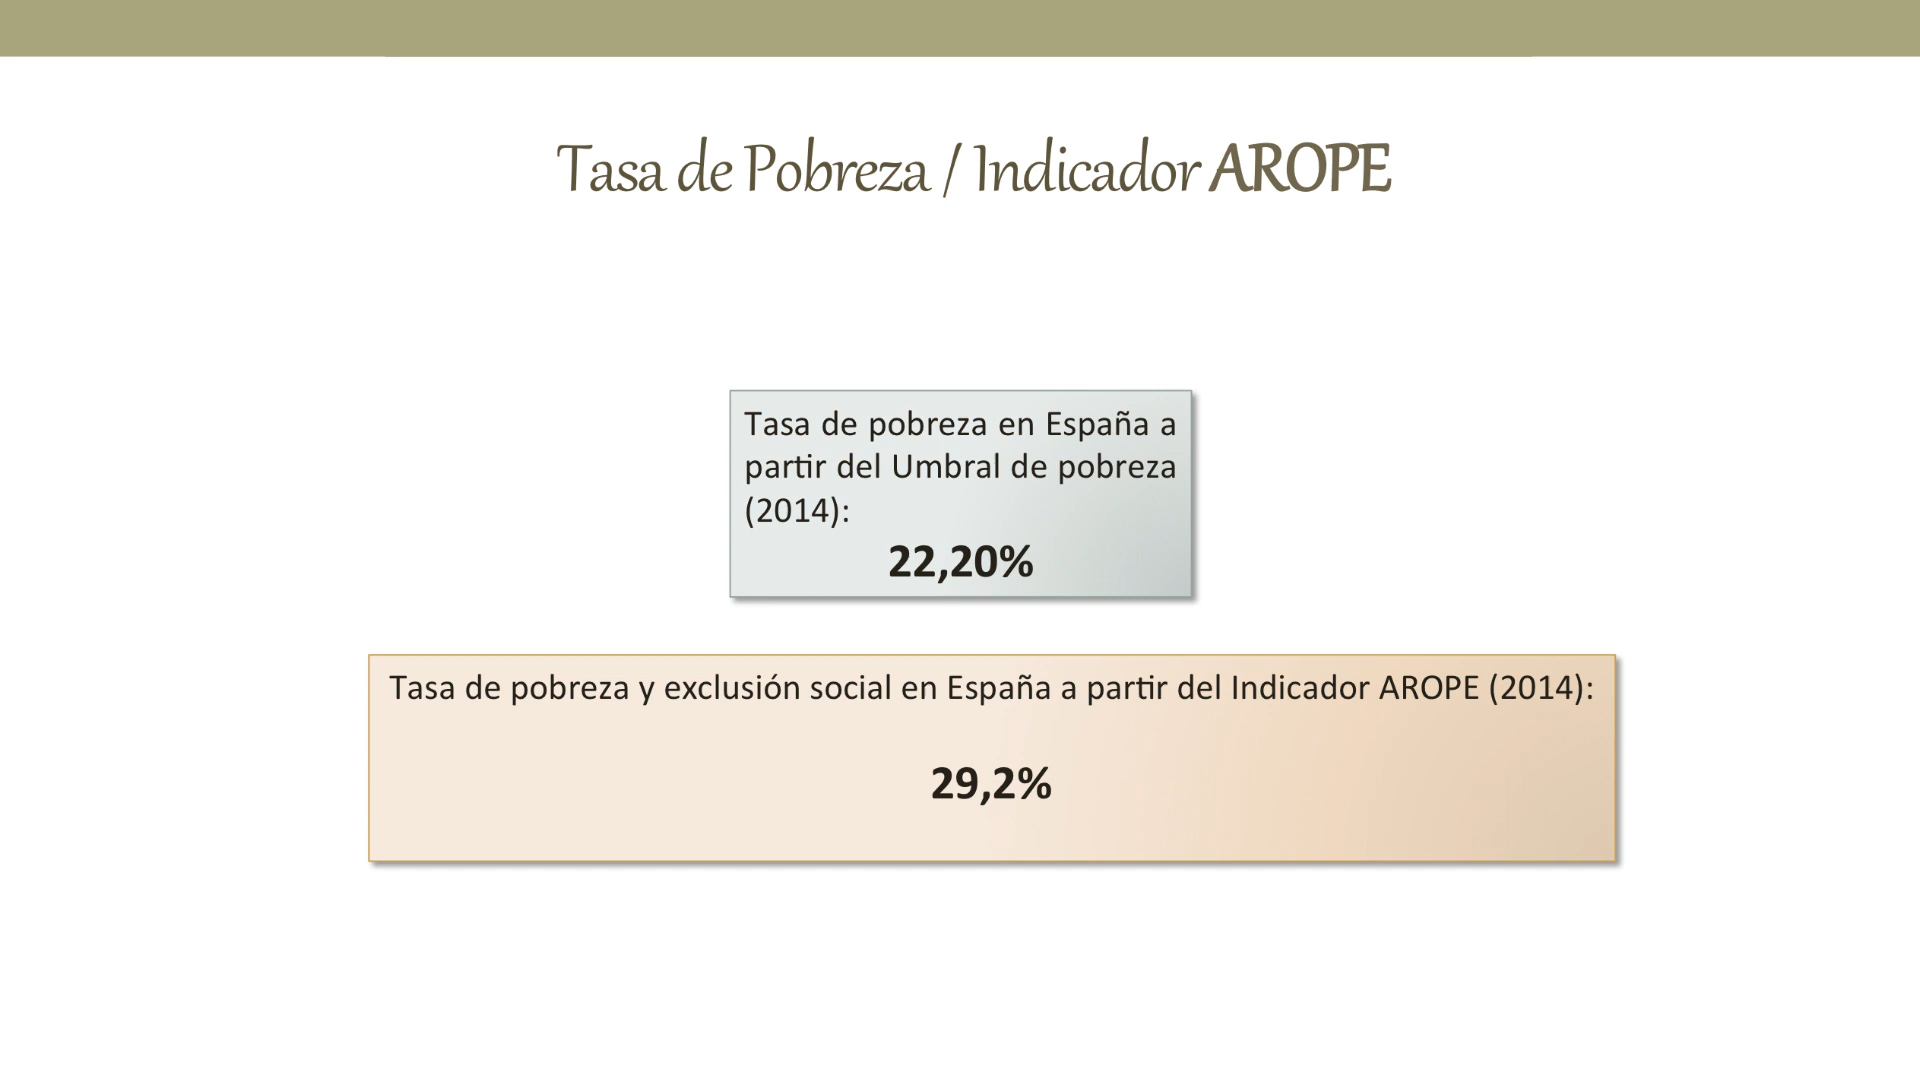 Tasa de Pobreza / Indicador AROPE
Tasa de pobreza en España a
partir del Umbral de pobreza
(2014):
22,20%
Tasa de pobreza y exclusión social en España a partir del Indicador AROPE (2014):
29,2%